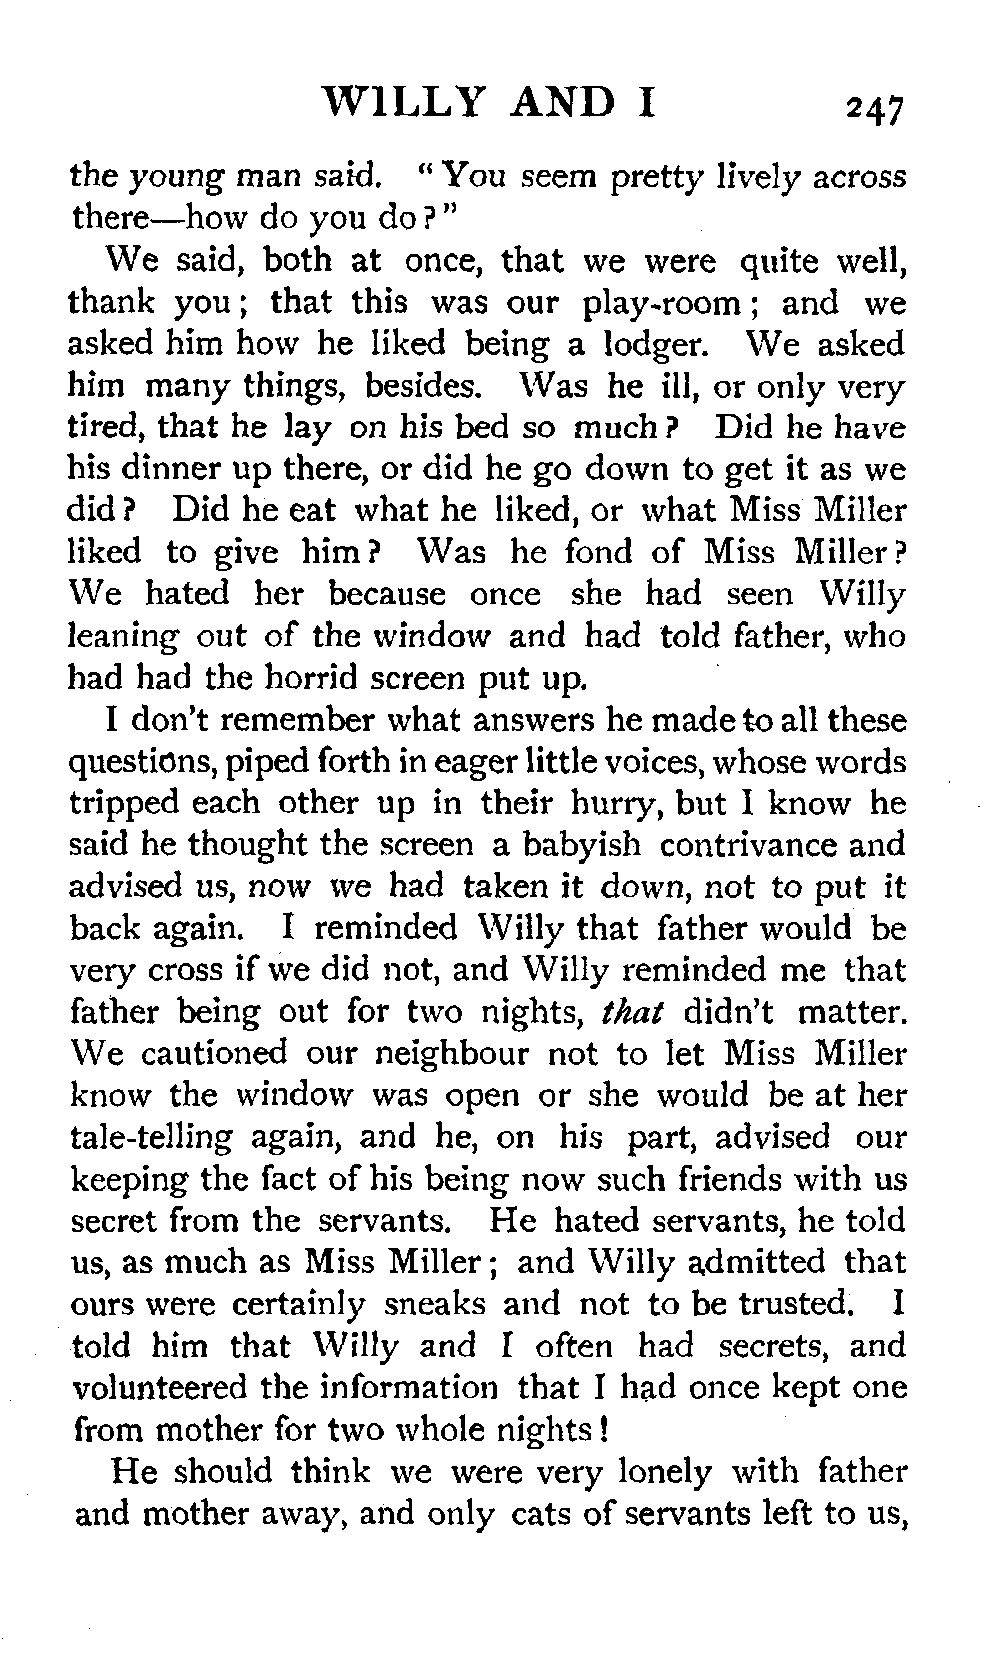 WILLY AND I 247
the young man said. " You seem pretty lively across
there—how do you do?"
We said, both at once, that we were quite well,
thank you; that this was our play-room; and we
asked him how he liked being a lodger. We asked
him many things, besides. Was he ill, or only very
tired, that he lay on his bed so much? Did he have
his dinner up there, or did he go down to get it as we
did? Did he eat what he liked, or what Miss Miller
liked to give him? Was he fond of Miss Miller?
We hated her because once she had seen Willy
leaning out of the window and had told father, who
had had the horrid screen put up.
I don't remember what answers he made to all these
questions, piped forth in eager little voices, whose words
tripped each other up in their hurry, but I know he
said he thought the screen a babyish contrivance and
advised us, now we had taken it down, not to put it
back again. I reminded Willy that father would be
very cross if we did not, and Willy reminded me that
father being out for two nights, that didn't matter.
We cautioned our neighbour not to let Miss Miller
know the window was open or she would be at her
tale-telling again, and he, on his part, advised our
keeping the fact of his being now such friends with us
secret from the servants. He hated servants, he told
us, as much as Miss Miller; and Willy admitted that
ours were certainly sneaks and not to be trusted. I
told him that Willy and I often had secrets, and
volunteered the information that I had once kept one
from mother for two whole nights!
He should think we were very lonely with father
and mother away, and only cats of servants left to us,